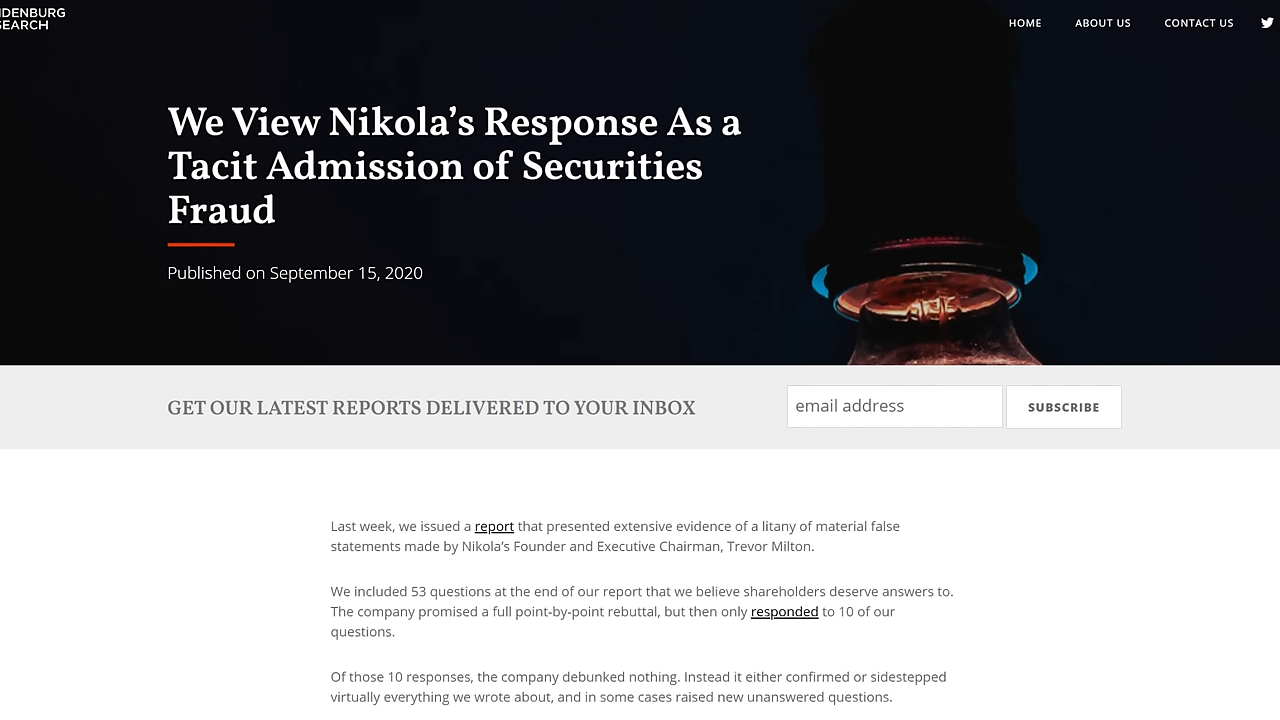 IDENBURG
SEARCH
HOME ABOUT US CONTACT US
We View Nikola’s Response As a
Tacit Admission of Securities
Fraud
Published on September 15, 2020
GET OUR LATEST REPORTS DELIVERED TO YOUR INBOX
email address
SUBSCRIBE
Last week, we issued a report that presented extensive evidence of a litany of material false
statements made by Nikola’s Founder and Executive Chairman, Trevor Milton.
We included 53 questions at the end of our report that we believe shareholders deserve answers to.
The company promised a full point-by-point rebuttal, but then only responded to 10 of our
questions.
Of those 10 responses, the company debunked nothing. Instead it either confirmed or sidestepped
virtually everything we wrote about, and in some cases raised new unanswered questions.